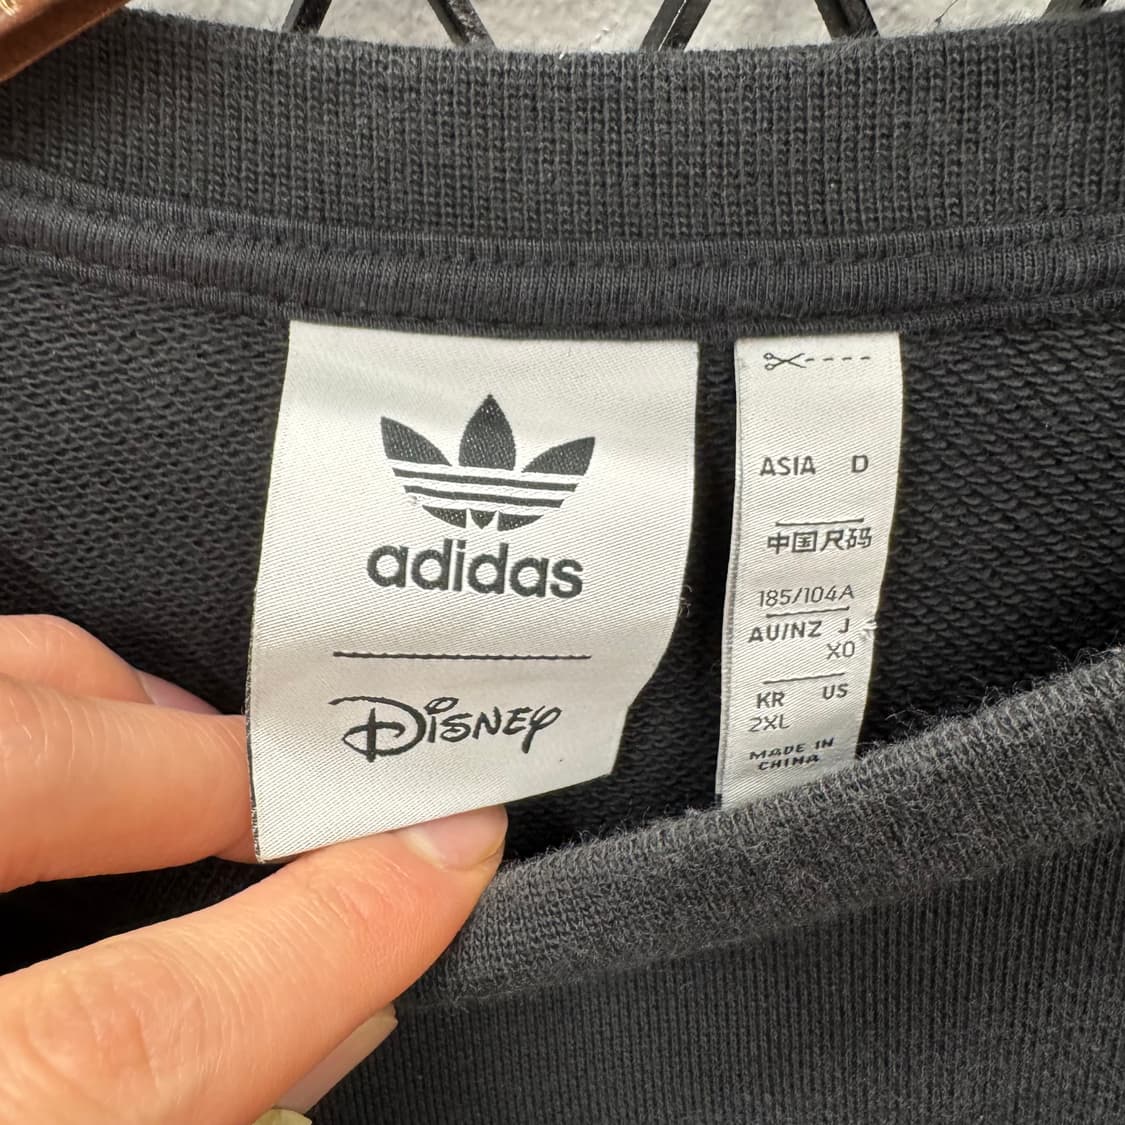 adidas
Disney
ASIA D
中国尺码
185/104A
AU/NZ J
XO
KR US
2XL
MADE IN
CHINA